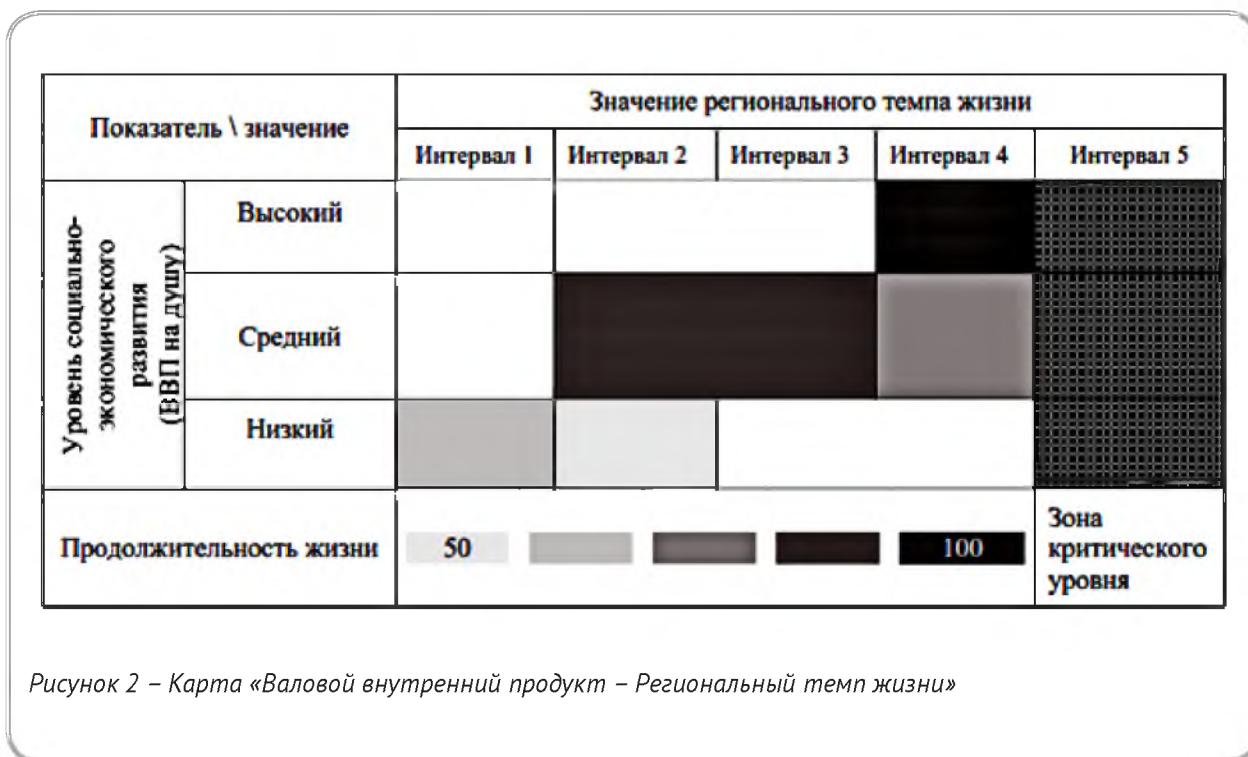 Показатель \ значение
Значение регионального темпа жизни
Интервал 1
Интервал 2
Интервал 3
Интервал 4
Интервал 5
Уровень социально-
экономического
развития
(ВВП на душу)
Высокий
Средний
Низкий
Продолжительность жизни
50
100
Зона
критического
уровня
Рисунок 2 – Карта «Валовой внутренний продукт – Региональный темп жизни»